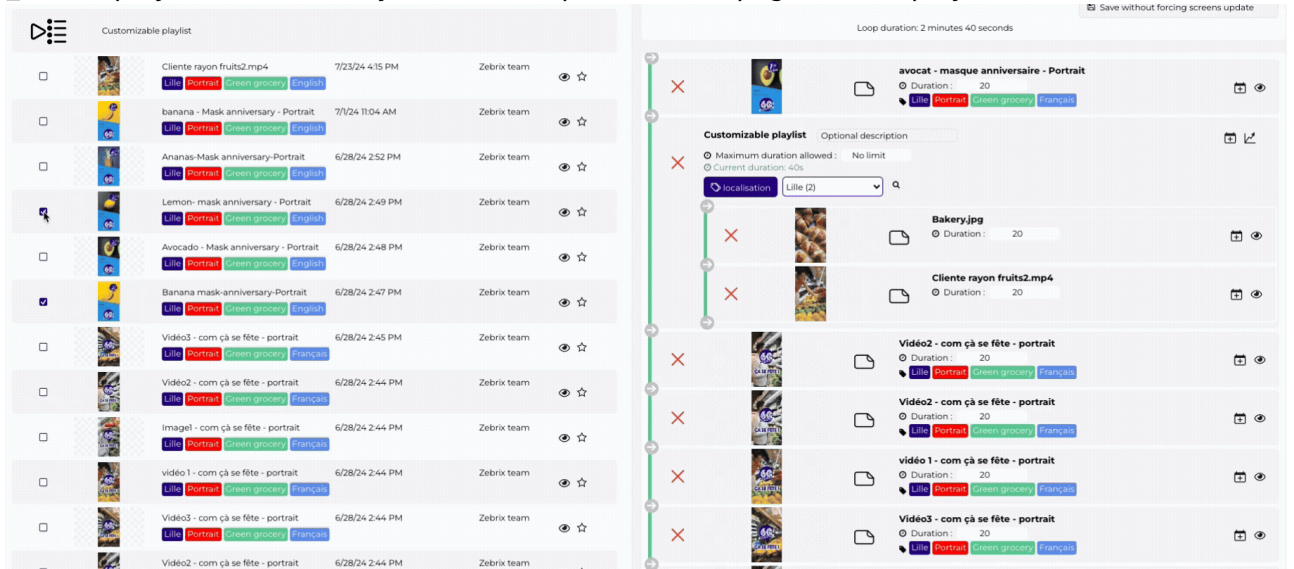 Customizable playlist
Cliente rayon fruits2.mp4 7/23/24 4:15 PM Zebrix team
Lille Portrait Green grocery English
banana - Mask anniversary - Portrait 7/1/24 11:04 AM Zebrix team
Lille Portrait Green grocery English
Ananas-Mask anniversary-Portrait 6/28/24 2:52 PM Zebrix team
Lille Portrait Green grocery English
Lemon- mask anniversary - Portrait 6/28/24 2:49 PM Zebrix team
Lille Portrait Green grocery English
Avocado - Mask anniversary - Portrait 6/28/24 2:48 PM Zebrix team
Lille Portrait Green grocery English
Banana mask-anniversary-Portrait 6/28/24 2:47 PM Zebrix team
Lille Portrait Green grocery English
Vidéo3 - com çà se fête - portrait 6/28/24 2:45 PM Zebrix team
Lille Portrait Green grocery Français
Vidéo2 - com çà se fête - portrait 6/28/24 2:44 PM Zebrix team
Lille Portrait Green grocery Français
Image1 - com çà se fête - portrait 6/28/24 2:44 PM Zebrix team
Lille Portrait Green grocery Français
vidéo 1 - com çà se fête - portrait 6/28/24 2:44 PM Zebrix team
Lille Portrait Green grocery Français
Vidéo3 - com çà se fête - portrait 6/28/24 2:44 PM Zebrix team
Lille Portrait Green grocery Français
Vidéo2 - com çà se fête - portrait 6/28/24 2:44 PM Zebrix team
Save without forcing screens update
Loop duration: 2 minutes 40 seconds
avocat - masque anniversaire - Portrait
Duration : 20
Lille Portrait Green grocery Français
Customizable playlist Optional description
Maximum duration allowed : No limit
Current duration: 40s
localisation Lille (2)
Bakery.jpg
Duration : 20
Cliente rayon fruits2.mp4
Duration : 20
Vidéo2 - com çà se fête - portrait
Duration : 20
Lille Portrait Green grocery Français
Vidéo2 - com çà se fête - portrait
Duration : 20
Lille Portrait Green grocery Français
vidéo 1 - com çà se fête - portrait
Duration : 20
Lille Portrait Green grocery Français
Vidéo3 - com çà se fête - portrait
Duration : 20
Lille Portrait Green grocery Français